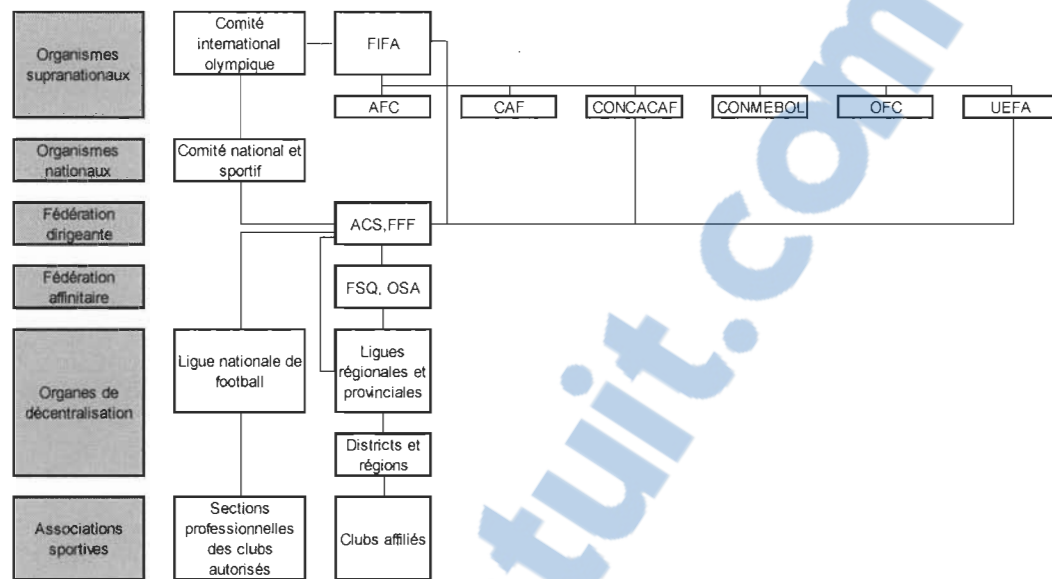 Organismes
supranationaux
Comité
international
olympique
FIFA
AFC
CAF
CONCACAF
CONMEBOL
OFC
UEFA
Organismes
nationaux
Comité national et
sportif
Fédération
dirigeante
ACS,FFF
Fédération
affinitaire
FSQ, OSA
Organes de
décentralisation
Ligue nationale de
football
Ligues
régionales et
provinciales
Districts et
régions
Associations
sportives
Sections
professionnelles
des clubs
autorisés
Clubs affiliés
tuit.com